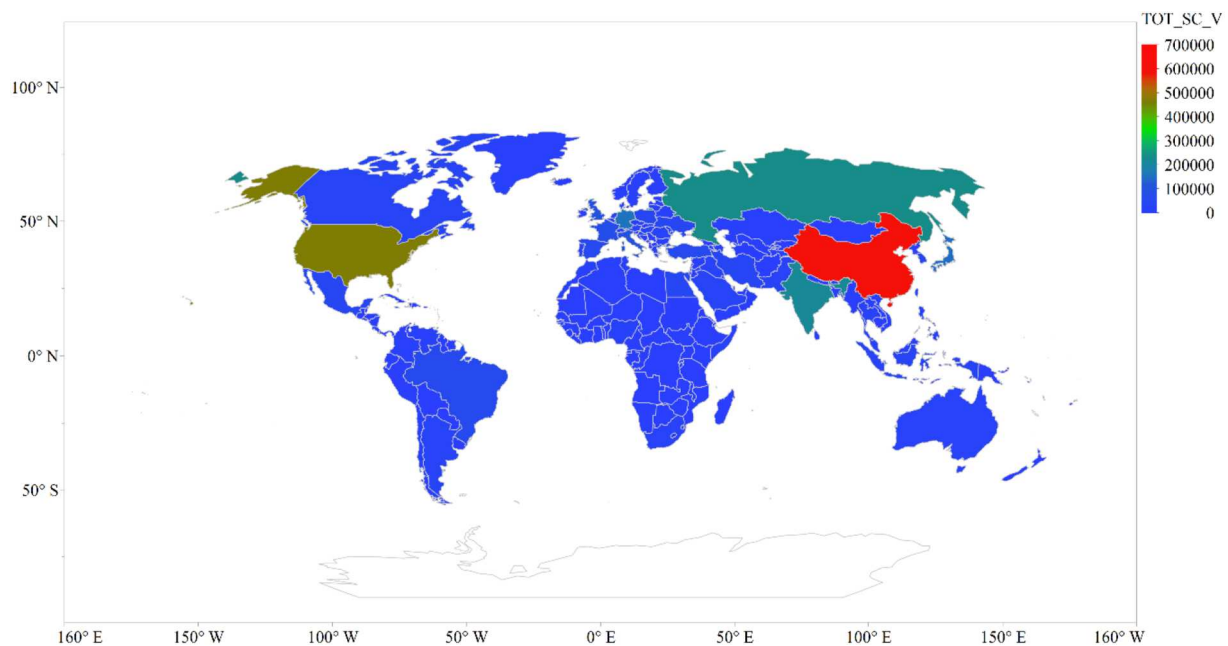 TOT_SC_V
700000
600000
500000
400000
300000
200000
100000
0
100° N
50° N
0° N
50° S
160° E
150° W
100° W
50° W
0° E
50° E
100° E
150° E
160° W